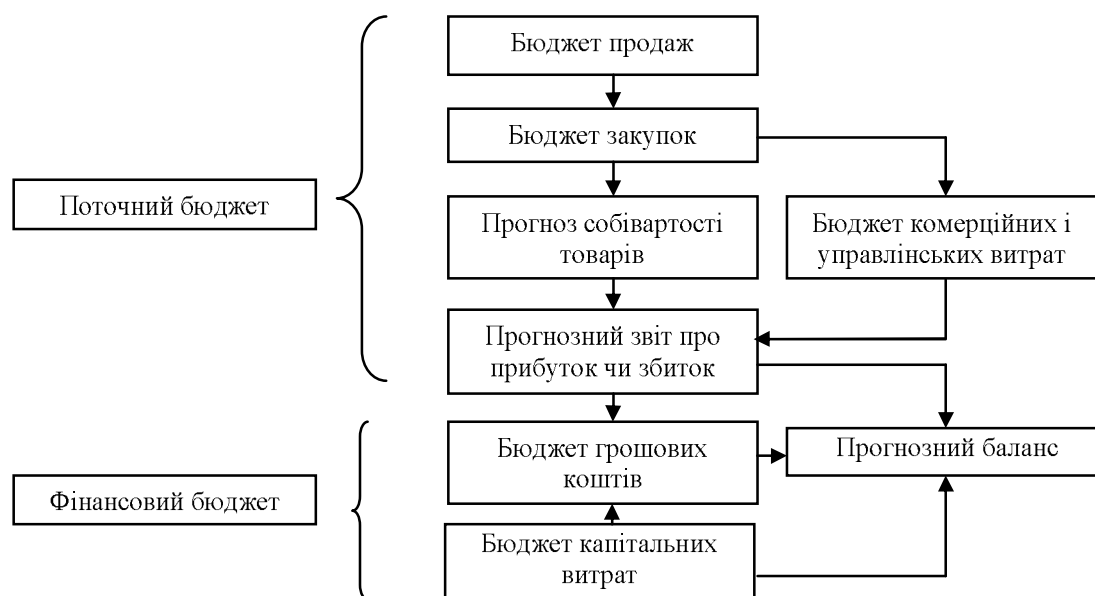 Бюджет продаж
Бюджет закупок
Поточний бюджет
Прогноз собівартості
товарів
Бюджет комерційних і
управлінських витрат
Прогнозний звіт про
прибуток чи збиток
Бюджет грошових
коштів
Прогнозний баланс
Фінансовий бюджет
Бюджет капітальних
витрат